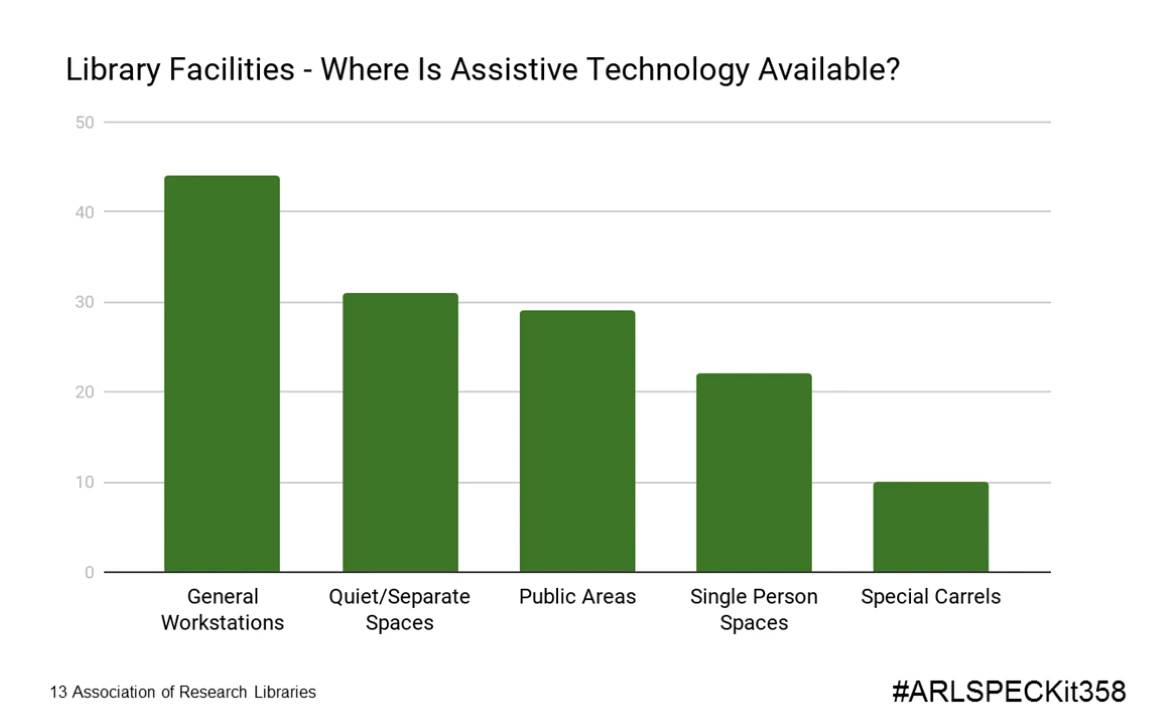 Library Facilities - Where Is Assistive Technology Available?
50
40
30
20
10
0
General
Workstations
Quiet/Separate
Spaces
Public Areas
Single Person
Spaces
Special Carrels
13 Association of Research Libraries
#ARLSPECKit358